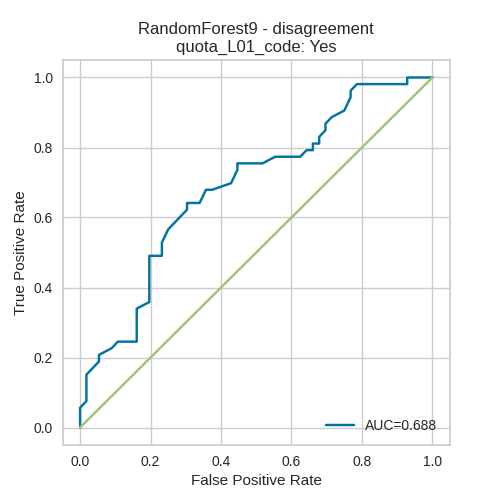 RandomForest9 - disagreement
quota_L01_code: Yes
True Positive Rate
1.0
0.8
0.6
0.4
0.2
0.0
AUC=0.688
0.0 0.2 0.4 0.6 0.8 1.0
False Positive Rate